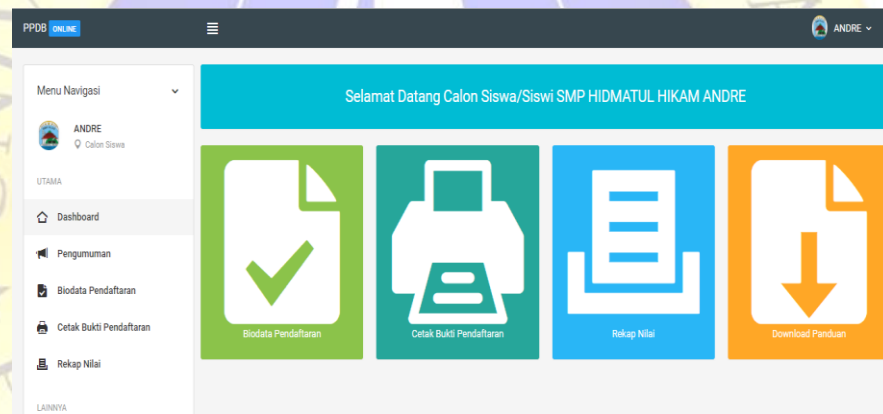 PPDB ONLINE
ANDRE
Menu Navigasi
ANDRE
Calon Siswa
UTAMA
Dashboard
Pengumuman
Biodata Pendaftaran
Cetak Bukti Pendaftaran
Rekap Nilai
LAINNYA
Selamat Datang Calon Siswa/Siswi SMP HIDMATUL HIKAM ANDRE
Biodata Pendaftaran
Cetak Bukti Pendaftaran
Rekap Nilai
Download Panduan